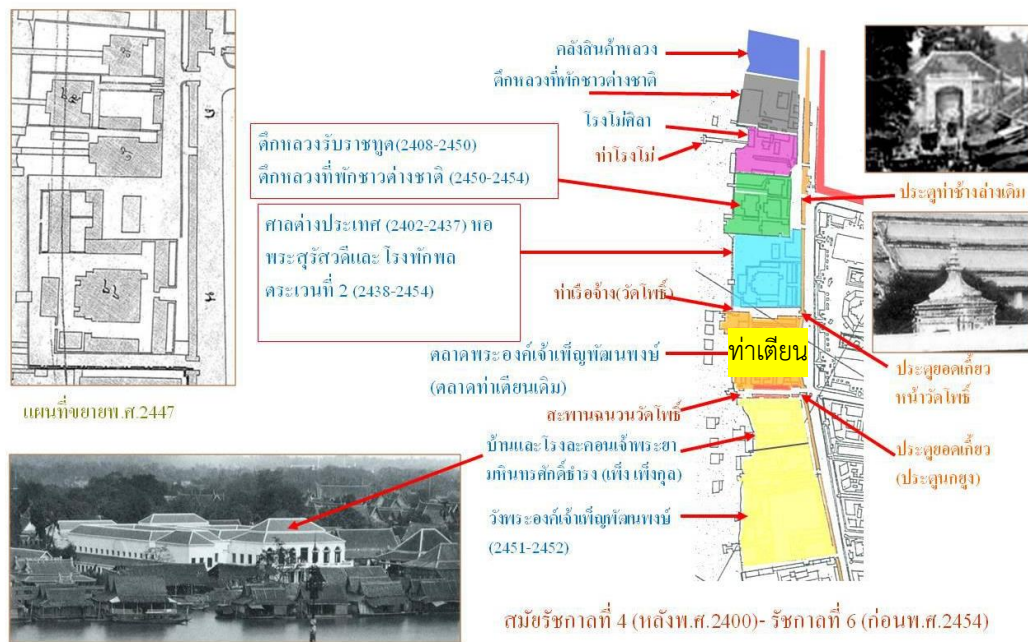 คลังสินค้าหลวง
ตึกหลวงที่พักชาวต่างชาติ
โรงโม่ศิลา
ท่าโรงโม่
ตึกหลวงรับราชทูต(2408-2450)
ตึกหลวงที่พักชาวต่างชาติ (2450-2454)
ประตูท่าช้างล่างเดิม
ศาลต่างประเทศ (2402-2437) หอ
พระสุรัสวดีและ โรงพักพล
ตระเวนที่ 2 (2438-2454)
ท่าเรือจ้าง(วัดโพธิ์)
ท่าเตียน
ตลาดพระองค์เจ้าเพ็ญพัฒนพงษ์
(ตลาดท่าเตียนเดิม)
ประตูยอดเกี้ยว
หน้าวัดโพธิ์
แผนที่ขยายพ.ศ.2447
สะพานฉนวนวัดโพธิ์
บ้านและโรงละคอนเจ้าพระยา
มหินทรศักดิ์ธำรง (เพ็ง เพ็งกุล)
ประตูยอดเกี้ยว
(ประตูนกยูง)
วังพระองค์เจ้าเพ็ญพัฒนพงษ์
(2451-2452)
สมัยรัชกาลที่ 4 (หลังพ.ศ.2400)- รัชกาลที่ 6 (ก่อนพ.ศ.2454)